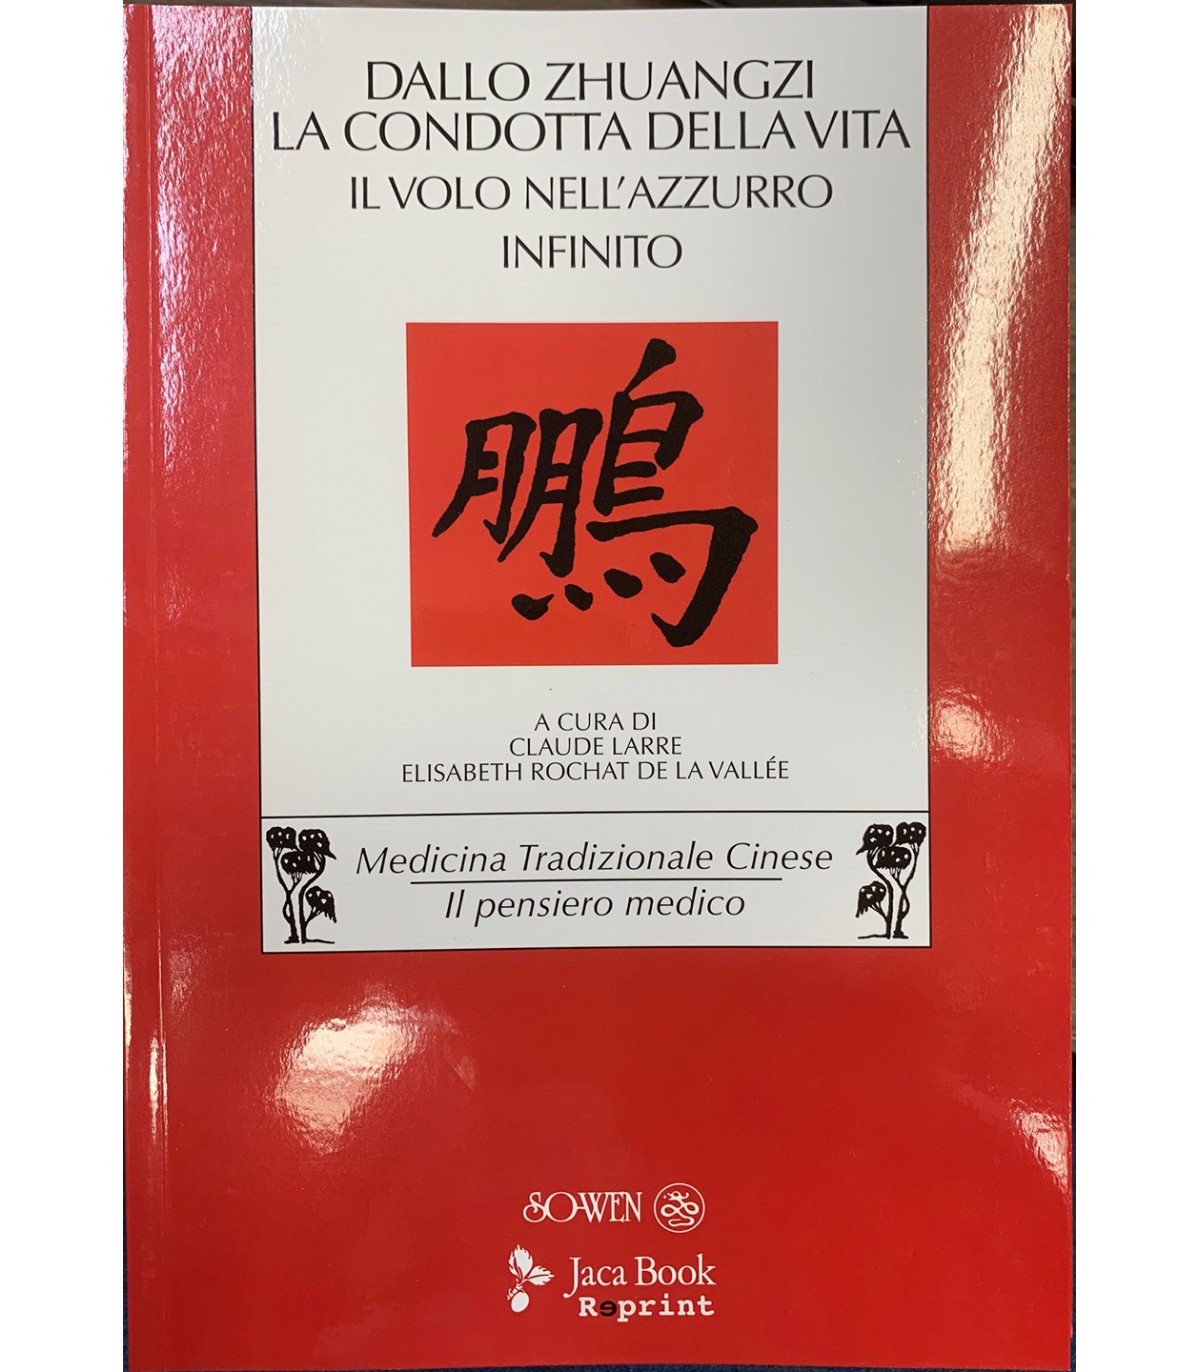 DALLO ZHUANGZI
LA CONDOTTA DELLA VITA
IL VOLO NELL'AZZURRO
INFINITO
鵬
A CURA DI
CLAUDE LARRE
ELISABETH ROCHAT DE LA VALLÉE
Medicina Tradizionale Cinese
Il pensiero medico
SO-WEN
Jaca Book
Reprint